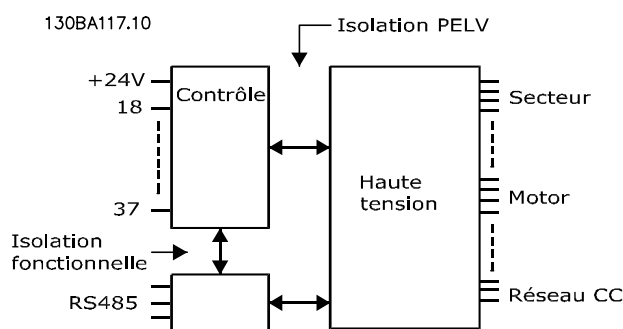 130BA117.10
Isolation PELV
+24V
Contrôle
Secteur
18
Haute
tension
Motor
37
Isolation
fonctionnelle
RS485
Réseau CC